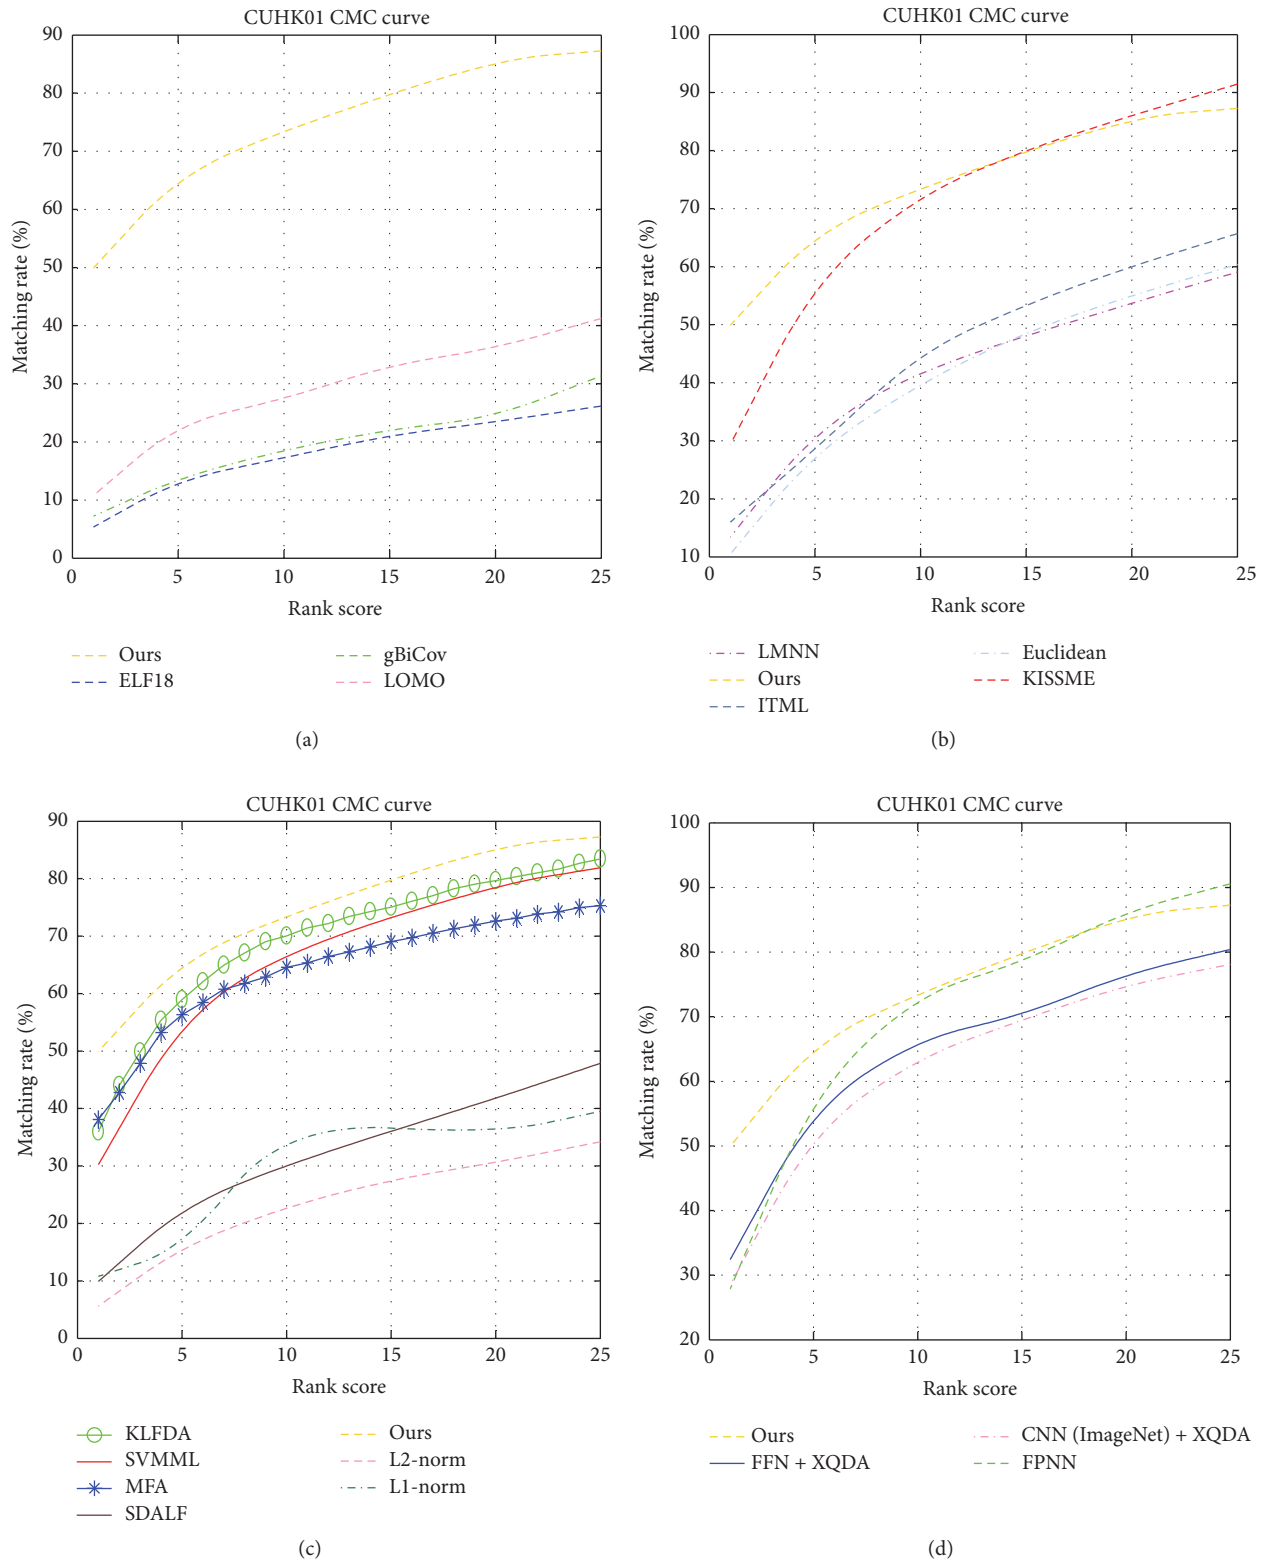 CUHK01 CMC curve
90
80
70
60
50
40
30
20
10
0
Matching rate (%)
0 5 10 15 20 25
Rank score
Ours
ELF18
gBiCov
LOMO
(a)
CUHK01 CMC curve
100
90
80
70
60
50
40
30
20
10
Matching rate (%)
0 5 10 15 20 25
Rank score
LMNN
Ours
ITML
Euclidean
KISSME
(b)
CUHK01 CMC curve
90
80
70
60
50
40
30
20
10
0
Matching rate (%)
0 5 10 15 20 25
Rank score
KLFDA
SVMML
MFA
SDALF
Ours
L2-norm
L1-norm
(c)
CUHK01 CMC curve
100
90
80
70
60
50
40
30
20
Matching rate (%)
0 5 10 15 20 25
Rank score
Ours
FFN + XQDA
CNN (ImageNet) + XQDA
FPNN
(d)